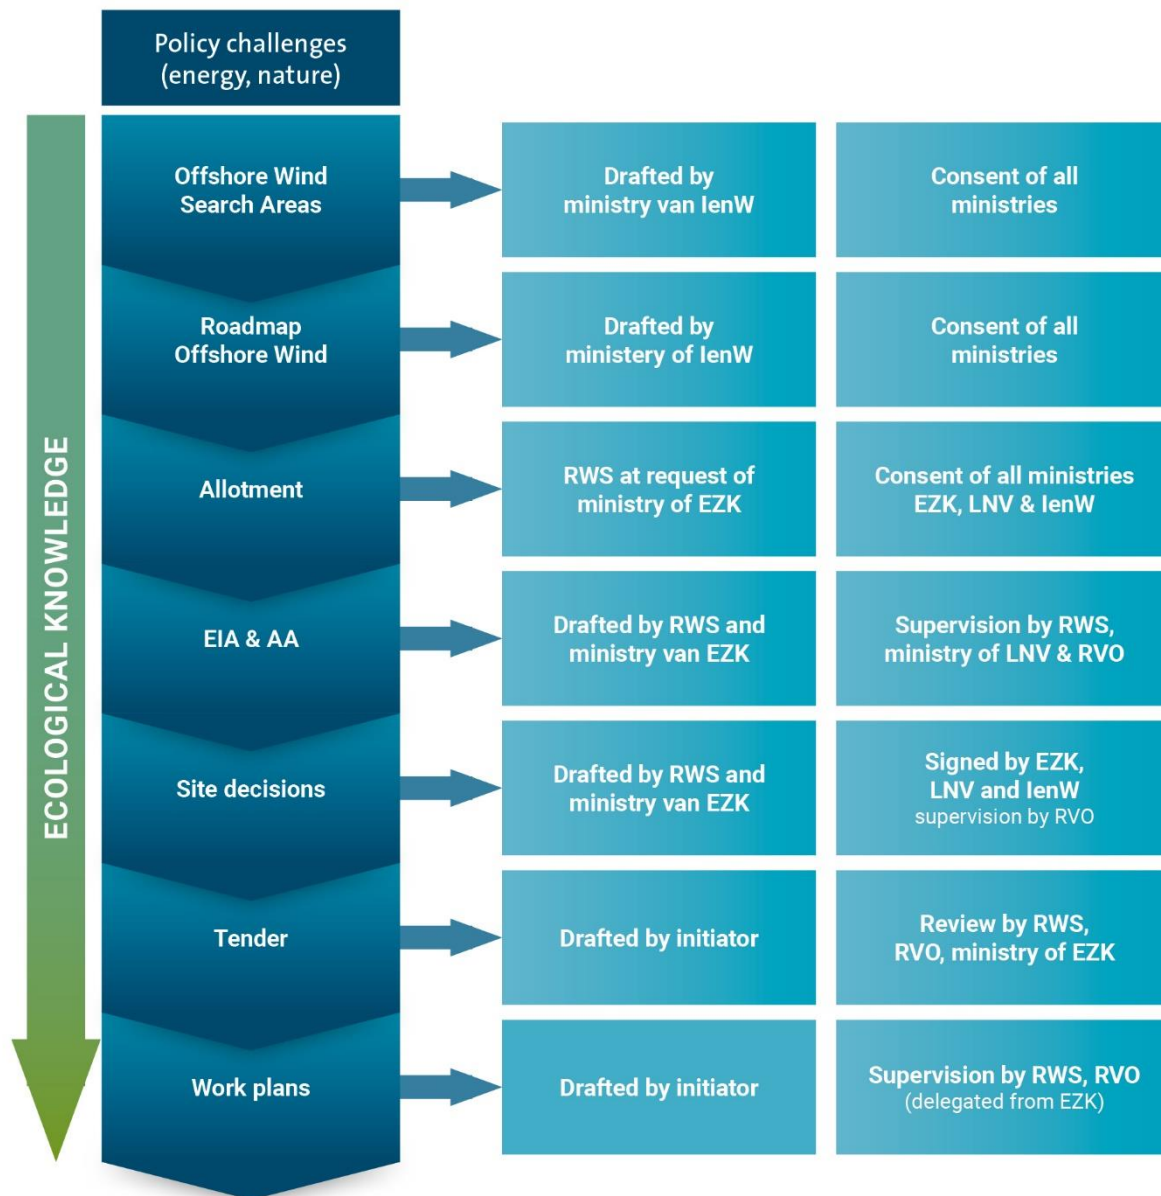 Policy challenges
(energy, nature)
ECOLOGICAL KNOWLEDGE
Offshore Wind
Search Areas
Drafted by
ministry van IenW
Consent of all
ministries
Roadmap
Offshore Wind
Drafted by
ministery of IenW
Consent of all
ministries
Allotment
RWS at request of
ministry of EZK
Consent of all ministries
EZK, LNV & IenW
EIA & AA
Drafted by RWS and
ministry van EZK
Supervision by RWS,
ministry of LNV & RVO
Site decisions
Drafted by RWS and
ministry van EZK
Signed by EZK,
LNV and IenW
supervision by RVO
Tender
Drafted by initiator
Review by RWS,
RVO, ministry of EZK
Work plans
Drafted by initiator
Supervision by RWS, RVO
(delegated from EZK)